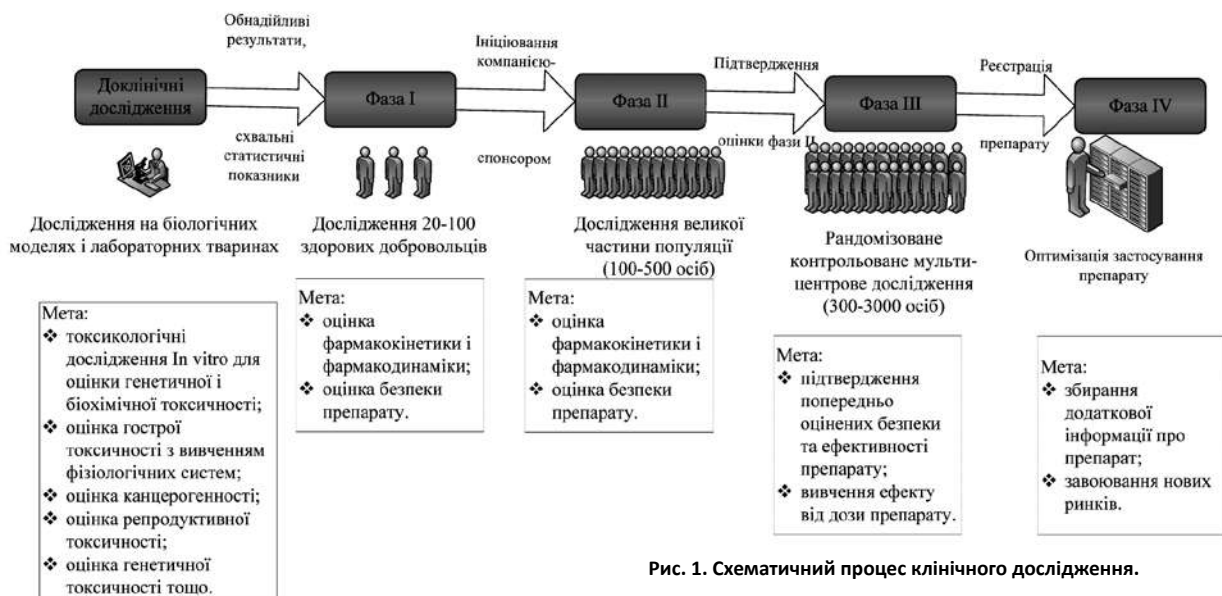 Обнадійливі
результати,
Ініціювання
компанією-
Підтвердження
Реєстрація
Доклінічні
дослідження
Фаза I
Фаза II
Фаза III
Фаза IV
схвальні
статистичні
показники
спонсором
оцінки фази II
препарату
Дослідження на біологічних
моделях і лабораторних тваринах
Дослідження 20-100
здорових добровольців
Дослідження великої
частини популяції
(100-500 осіб)
Рандомізоване
контрольоване мульти-
центрове дослідження
(300-3000 осіб)
Оптимізація застосування
препарату
Мета:
❖ токсикологічні
дослідження In vitro для
оцінки генетичної і
біохімічної токсичності;
❖ оцінка гострої
токсичності з вивченням
фізіологічних систем;
❖ оцінка канцерогенності;
❖ оцінка репродуктивної
токсичності;
❖ оцінка генетичної
токсичності тощо.
Мета:
❖ оцінка
фармакокінетики і
фармакодинаміки;
❖ оцінка безпеки
препарату.
Мета:
❖ оцінка
фармакокінетики і
фармакодинаміки;
❖ оцінка безпеки
препарату.
Мета:
❖ підтвердження
попередньо
оцінених безпеки
та ефективності
препарату;
❖ вивчення ефекту
від дози препарату.
Мета:
❖ збирання
додаткової
інформації про
препарат;
❖ завоювання нових
ринків.
Рис. 1. Схематичний процес клінічного дослідження.